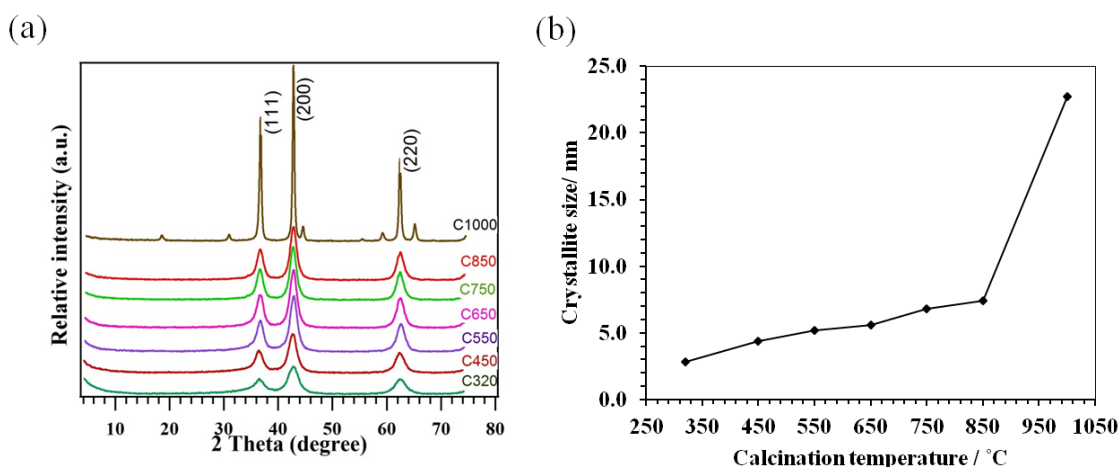 (a)
(b)
Relative intensity (a.u.)
(111)
(200)
(220)
C1000
C850
C750
C650
C550
C450
C320
10 20 30 40 50 60 70 80
2 Theta (degree)
Crystallite size/ nm
25.0
20.0
15.0
10.0
5.0
0.0
250 350 450 550 650 750 850 950 1050
Calcination temperature / °C